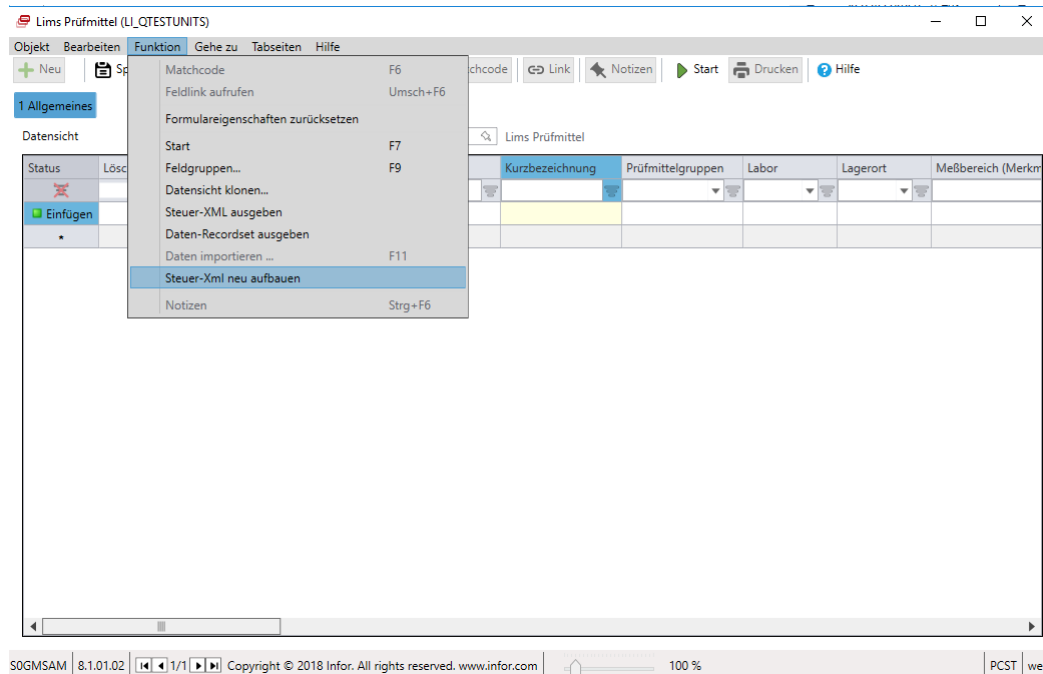 Lims Prüfmittel (LI_QTESTUNITS)
Objekt Bearbeiten Funktion Gehe zu Tabseiten Hilfe
Neu Sp chcode Link Notizen Start Drucken Hilfe
Matchcode F6
Feldlink aufrufen Umsch+F6
Formulareigenschaften zurücksetzen
Start F7
Feldgruppen... F9
Datensicht klonen...
Steuer-XML ausgeben
Daten-Recordset ausgeben
Daten importieren ... F11
Steuer-Xml neu aufbauen
Notizen Strg+F6
1 Allgemeines
Datensicht Lims Prüfmittel
Status Lösc Kurzbezeichnung Prüfmittelgruppen Labor Lagerort Meßbereich (Merkm
Einfügen
*
S0GMSAM 8.1.01.02 1/1 Copyright © 2018 Infor. All rights reserved. www.infor.com 100 % PCST we